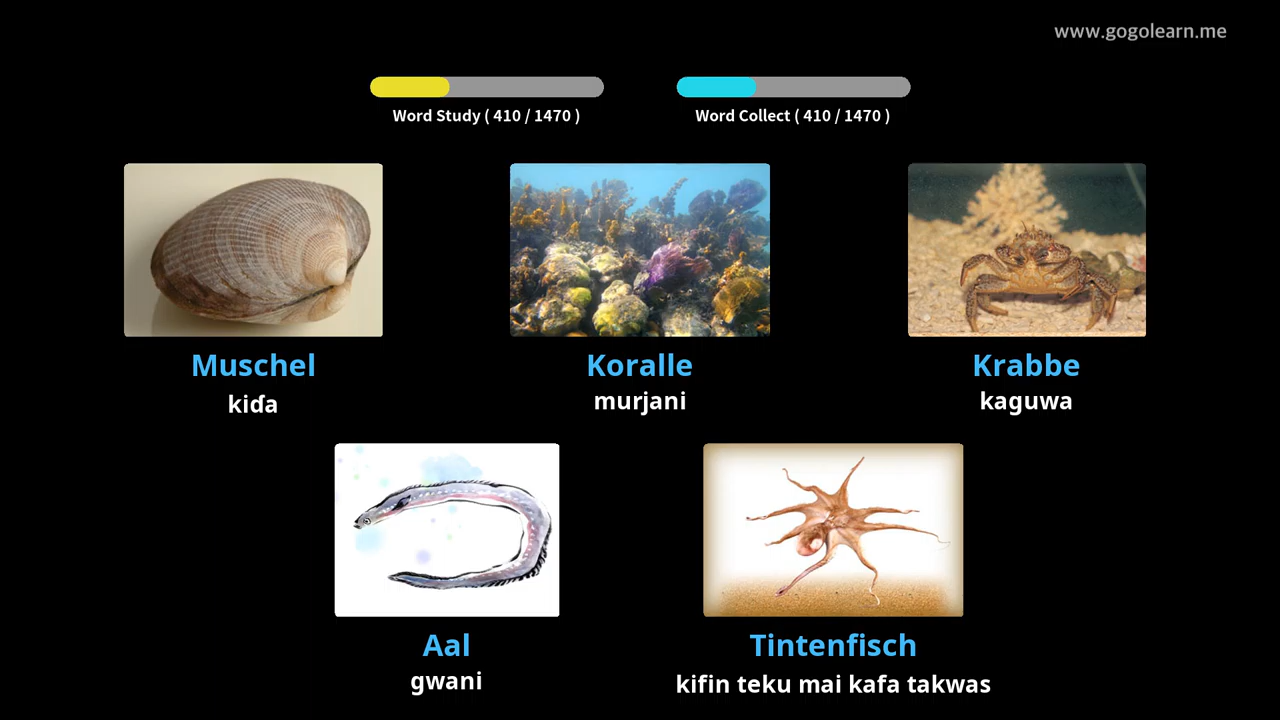 www.gogolearn.me
Word Study ( 410 / 1470 )
Word Collect ( 410 / 1470 )
Muschel
kiɗa
Koralle
murjani
Krabbe
kaguwa
Aal
gwani
Tintenfisch
kifin teku mai kafa takwas